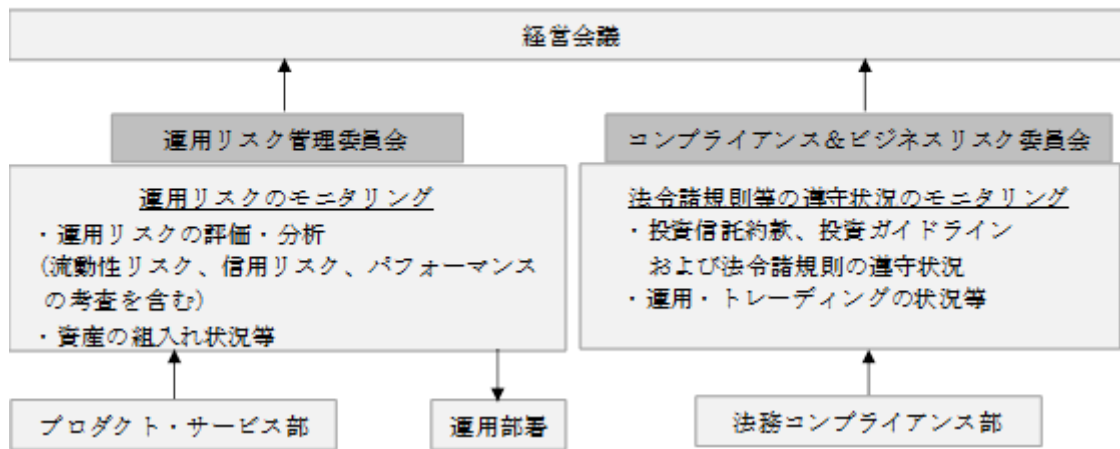 経営会議
運用リスク管理委員会
運用リスクのモニタリング
・運用リスクの評価・分析
(流動性リスク、信用リスク、パフォーマンス
の考査を含む)
・資産の組入れ状況等
プロダクト・サービス部
運用部署
コンプライアンス＆ビジネスリスク委員会
法令諸規則等の遵守状況のモニタリング
・投資信託約款、投資ガイドライン
および法令諸規則の遵守状況
・運用・トレーディングの状況等
法務コンプライアンス部